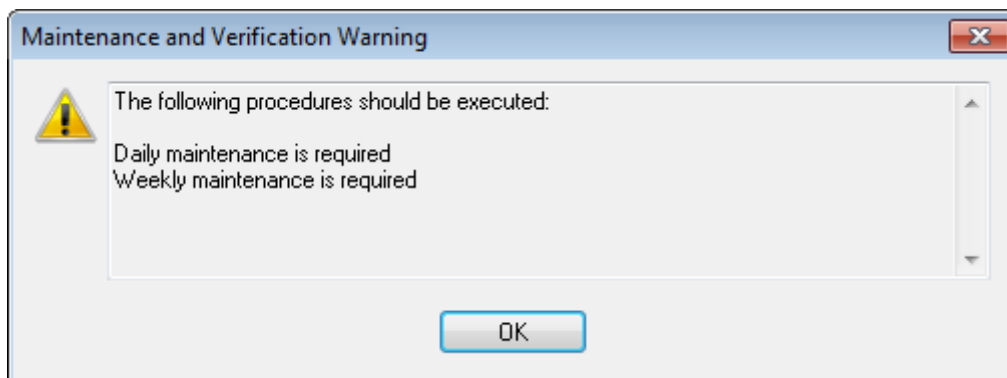 Maintenance and Verification Warning
The following procedures should be executed:
Daily maintenance is required
Weekly maintenance is required
OK